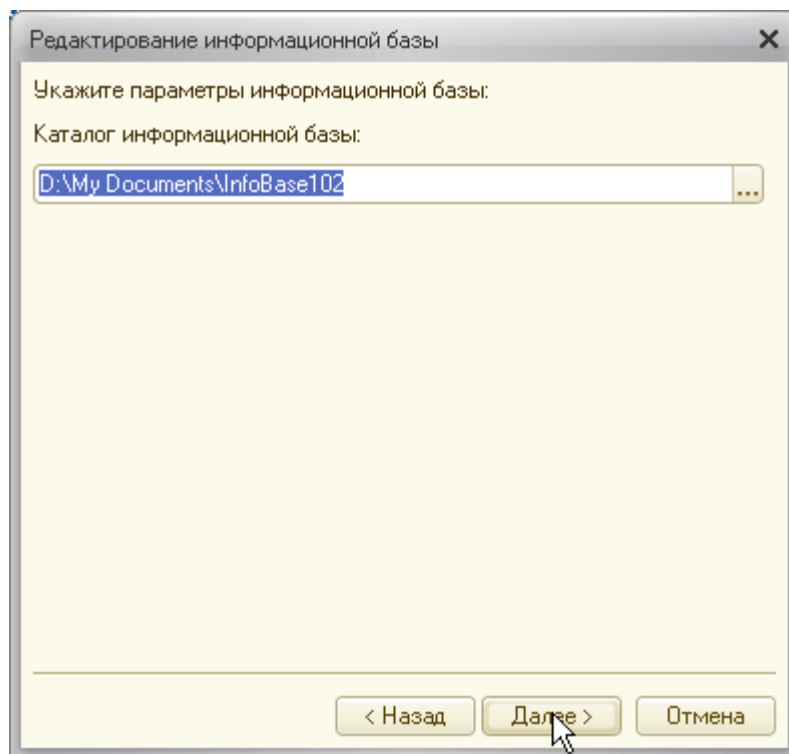 Редактирование информационной базы
Укажите параметры информационной базы:
Каталог информационной базы:
D:\My Documents\InfoBase102
...
< Назад
Далее >
Отмена